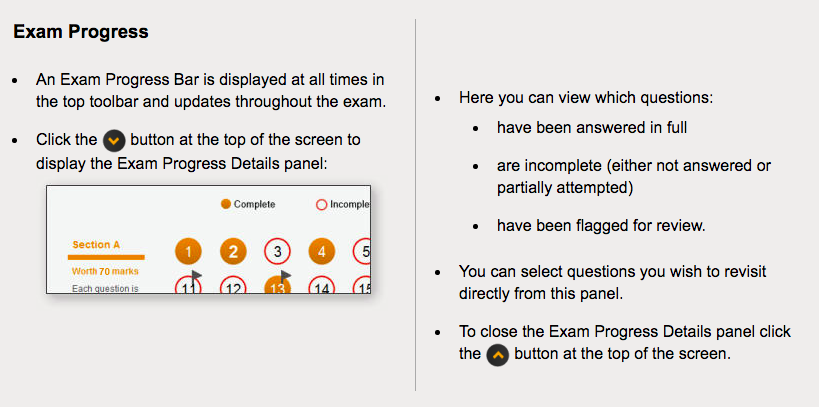 Exam Progress
• An Exam Progress Bar is displayed at all times in
the top toolbar and updates throughout the exam.
• Click the button at the top of the screen to
display the Exam Progress Details panel:
Complete Incomple
Section A 1 2 3 4 5
Worth 70 marks
Each question is 11 12 13 14 15
• Here you can view which questions:
• have been answered in full
• are incomplete (either not answered or
partially attempted)
• have been flagged for review.
• You can select questions you wish to revisit
directly from this panel.
• To close the Exam Progress Details panel click
the button at the top of the screen.